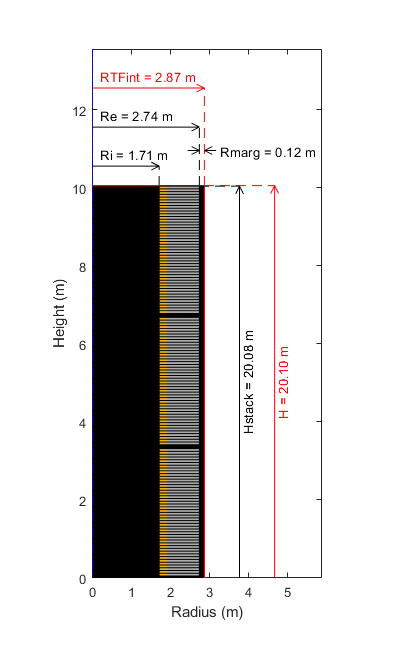 RTFint = 2.87 m
Re = 2.74 m
Ri = 1.71 m
Rmarg = 0.12 m
Hstack = 20.08 m
H = 20.10 m
Height (m)
12
10
8
6
4
2
0
0 1 2 3 4 5
Radius (m)